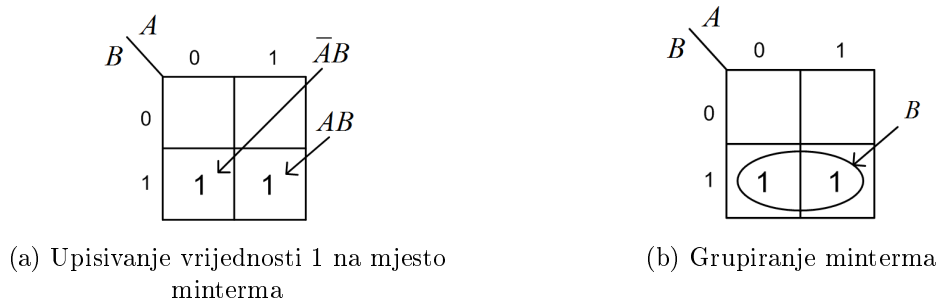 A
B 0 1 A̅B
0 AB
1 1 1
(a) Upisivanje vrijednosti 1 na mjesto
minterma
A
B 0 1
0 B
1 1 1
(b) Grupiranje minterma